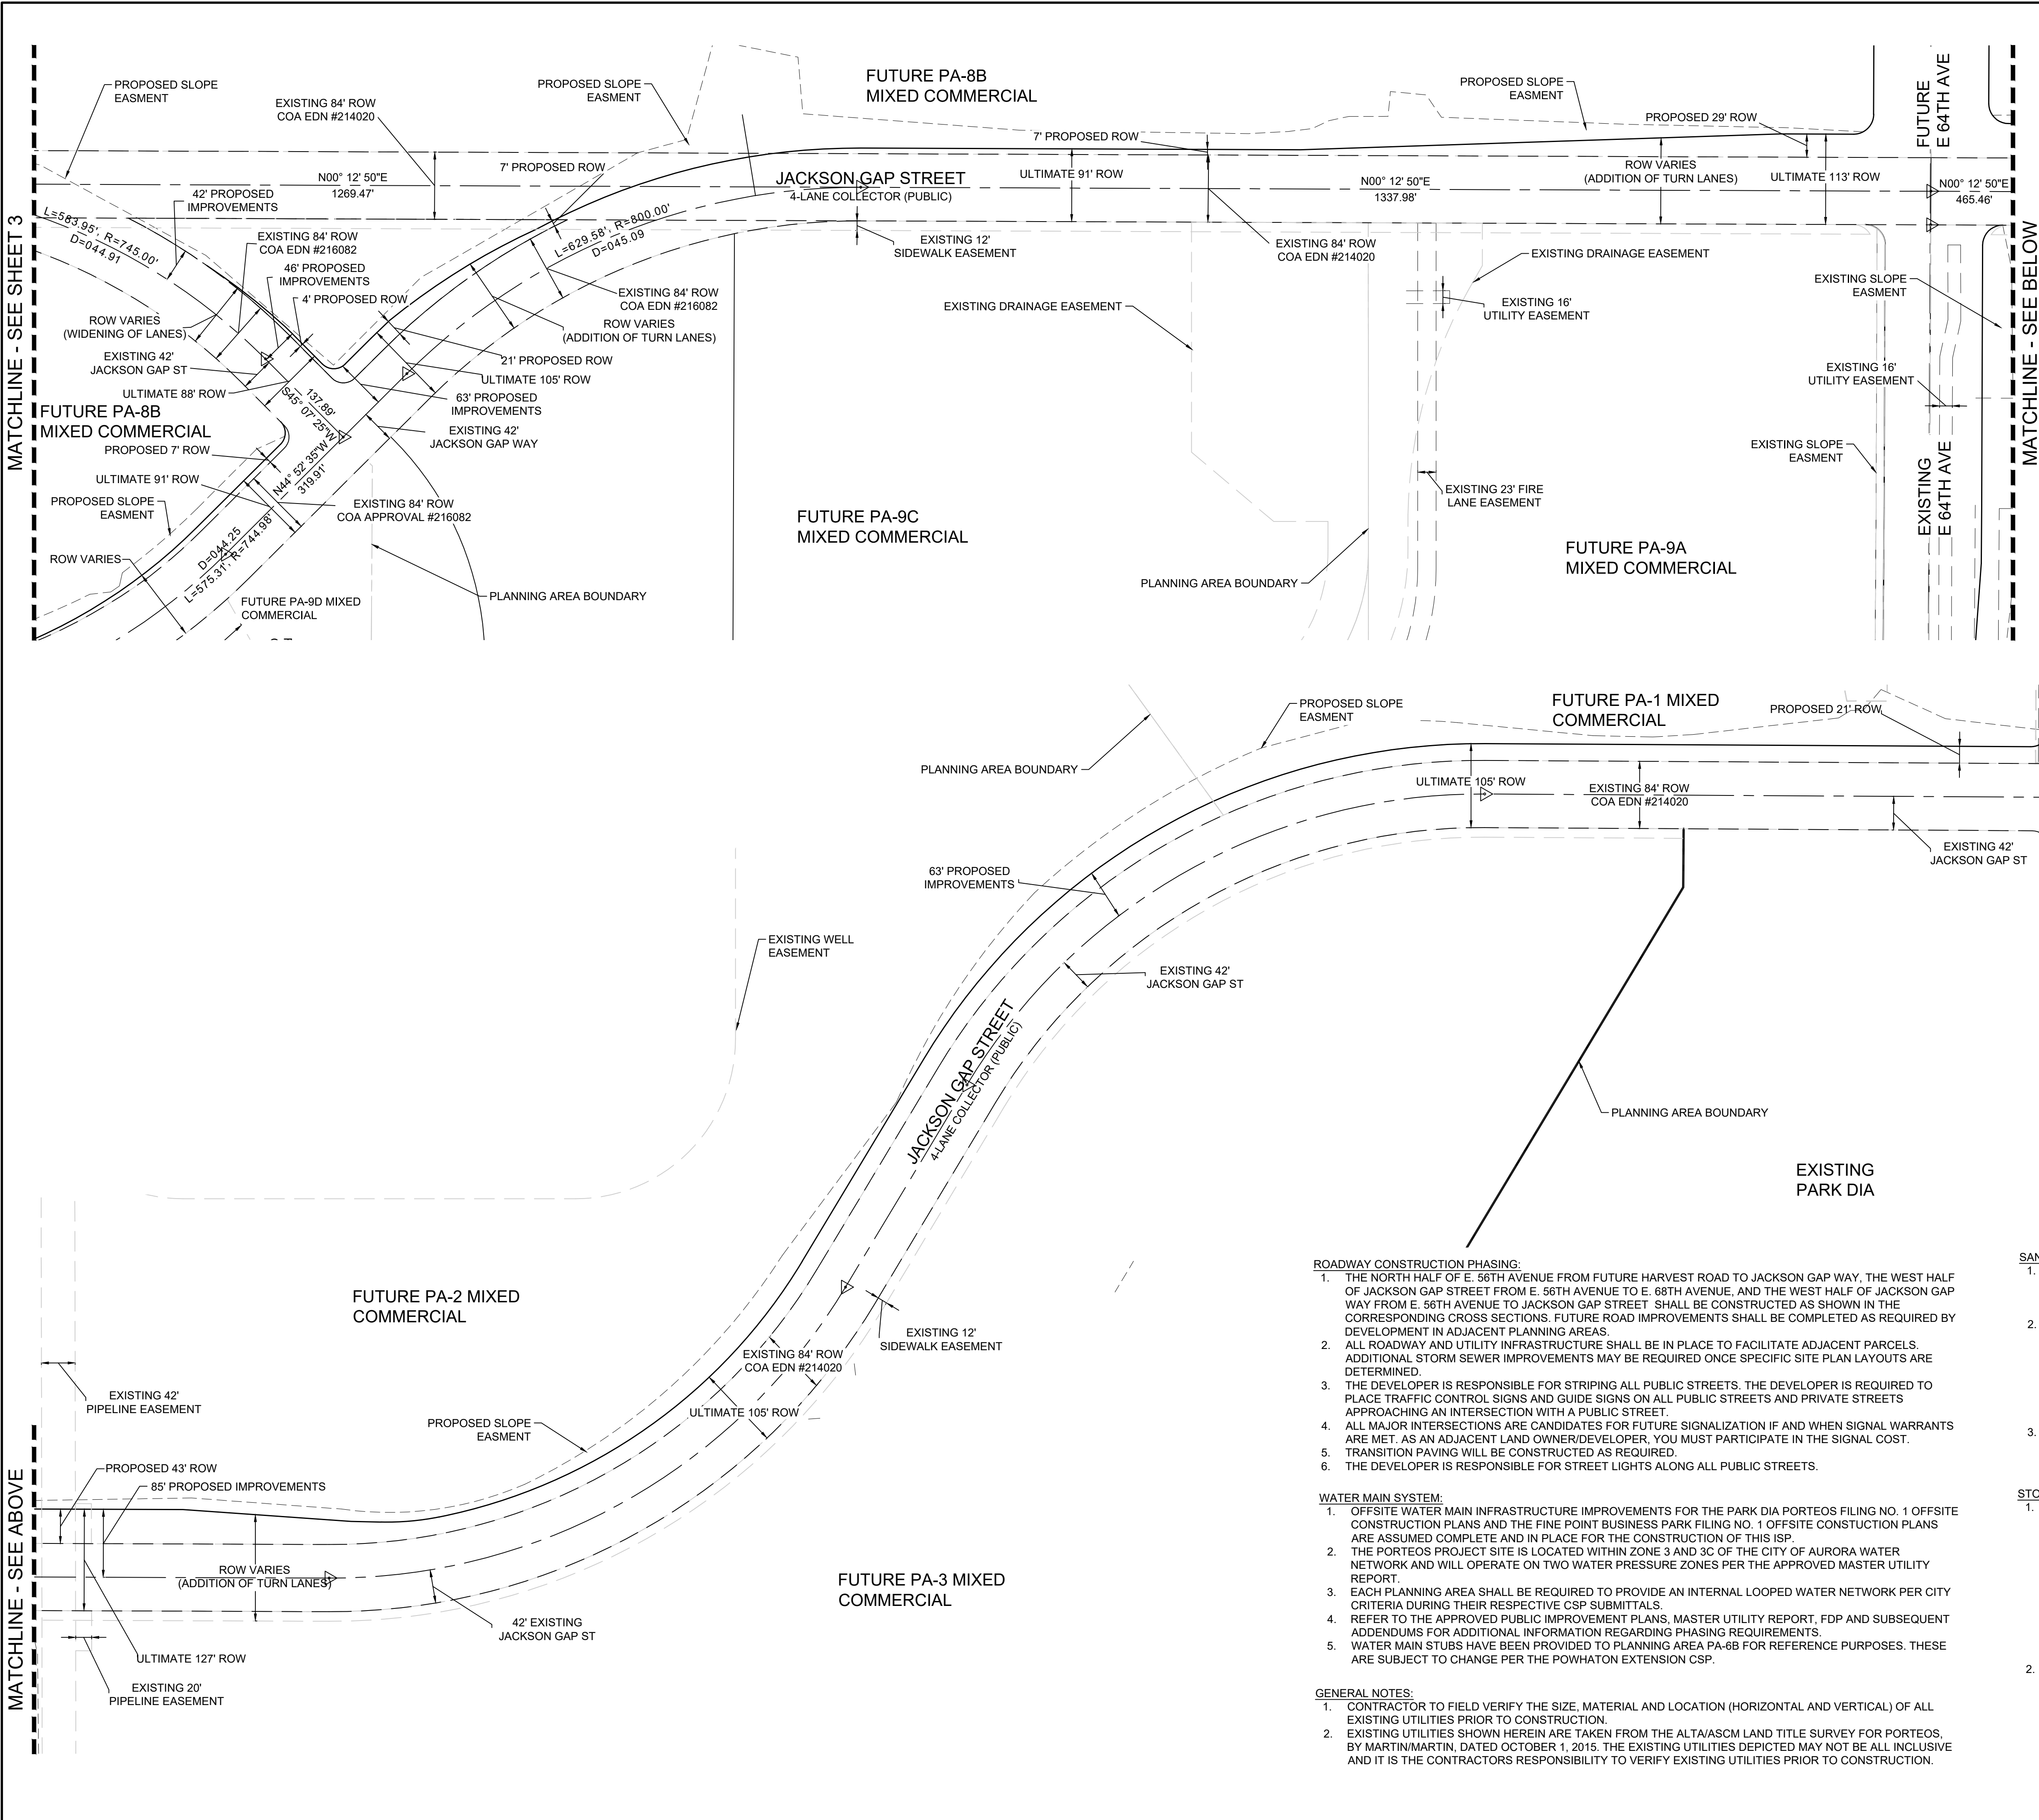 MATCHLINE - SEE SHEET 3
PROPOSED SLOPE
EASMENT
EXISTING 84' ROW
COA EDN #214020
PROPOSED SLOPE
EASMENT
FUTURE PA-8B
MIXED COMMERCIAL
PROPOSED SLOPE
EASMENT
PROPOSED 29' ROW
FUTURE
E 64TH AVE
7' PROPOSED ROW
7' PROPOSED ROW
N00° 12' 50"E
1269.47'
42' PROPOSED
IMPROVEMENTS
JACKSON GAP STREET
4-LANE COLLECTOR (PUBLIC)
ULTIMATE 91' ROW
N00° 12' 50"E
1337.98'
ROW VARIES
(ADDITION OF TURN LANES)
ULTIMATE 113' ROW
N00° 12' 50"E
465.46'
L=583.95', R=745.00'
D=044.91
EXISTING 84' ROW
COA EDN #216082
46' PROPOSED
IMPROVEMENTS
4' PROPOSED ROW
L=629.58', R=800.00'
D=045.09
EXISTING 12'
SIDEWALK EASEMENT
EXISTING 84' ROW
COA EDN #214020
EXISTING DRAINAGE EASEMENT
EXISTING SLOPE
EASMENT
ROW VARIES
(WIDENING OF LANES)
EXISTING 84' ROW
COA EDN #216082
ROW VARIES
(ADDITION OF TURN LANES)
EXISTING DRAINAGE EASEMENT
EXISTING 16'
UTILITY EASEMENT
EXISTING 42'
JACKSON GAP ST
21' PROPOSED ROW
ULTIMATE 105' ROW
EXISTING 16'
UTILITY EASEMENT
ULTIMATE 88' ROW
137.89'
S45° 07' 25"W
63' PROPOSED
IMPROVEMENTS
FUTURE PA-8B
MIXED COMMERCIAL
EXISTING 42'
JACKSON GAP WAY
PROPOSED 7' ROW
EXISTING SLOPE
EASMENT
EXISTING
E 64TH AVE
MATCHLINE - SEE BELOW
ULTIMATE 91' ROW
N44° 52' 35"W
319.91'
PROPOSED SLOPE
EASMENT
EXISTING 84' ROW
COA APPROVAL #216082
EXISTING 23' FIRE
LANE EASEMENT
FUTURE PA-9C
MIXED COMMERCIAL
FUTURE PA-9A
MIXED COMMERCIAL
ROW VARIES
D=044.25
L=575.31', R=744.98'
PLANNING AREA BOUNDARY
PLANNING AREA BOUNDARY
FUTURE PA-9D MIXED
COMMERCIAL
PROPOSED SLOPE
EASMENT
FUTURE PA-1 MIXED
COMMERCIAL
PROPOSED 21' ROW
PLANNING AREA BOUNDARY
ULTIMATE 105' ROW
EXISTING 84' ROW
COA EDN #214020
EXISTING 42'
JACKSON GAP ST
63' PROPOSED
IMPROVEMENTS
EXISTING WELL
EASEMENT
EXISTING 42'
JACKSON GAP ST
JACKSON GAP STREET
4-LANE COLLECTOR (PUBLIC)
PLANNING AREA BOUNDARY
EXISTING
PARK DIA
FUTURE PA-2 MIXED
COMMERCIAL
EXISTING 12'
SIDEWALK EASEMENT
EXISTING 84' ROW
COA EDN #214020
EXISTING 42'
PIPELINE EASEMENT
ULTIMATE 105' ROW
PROPOSED SLOPE
EASMENT
MATCHLINE - SEE ABOVE
PROPOSED 43' ROW
85' PROPOSED IMPROVEMENTS
ROW VARIES
(ADDITION OF TURN LANES)
FUTURE PA-3 MIXED
COMMERCIAL
42' EXISTING
JACKSON GAP ST
ULTIMATE 127' ROW
EXISTING 20'
PIPELINE EASEMENT
ROADWAY CONSTRUCTION PHASING:
1. THE NORTH HALF OF E. 56TH AVENUE FROM FUTURE HARVEST ROAD TO JACKSON GAP WAY, THE WEST HALF
OF JACKSON GAP STREET FROM E. 56TH AVENUE TO E. 68TH AVENUE, AND THE WEST HALF OF JACKSON GAP
WAY FROM E. 56TH AVENUE TO JACKSON GAP STREET SHALL BE CONSTRUCTED AS SHOWN IN THE
CORRESPONDING CROSS SECTIONS. FUTURE ROAD IMPROVEMENTS SHALL BE COMPLETED AS REQUIRED BY
DEVELOPMENT IN ADJACENT PLANNING AREAS.
2. ALL ROADWAY AND UTILITY INFRASTRUCTURE SHALL BE IN PLACE TO FACILITATE ADJACENT PARCELS.
ADDITIONAL STORM SEWER IMPROVEMENTS MAY BE REQUIRED ONCE SPECIFIC SITE PLAN LAYOUTS ARE
DETERMINED.
3. THE DEVELOPER IS RESPONSIBLE FOR STRIPING ALL PUBLIC STREETS. THE DEVELOPER IS REQUIRED TO
PLACE TRAFFIC CONTROL SIGNS AND GUIDE SIGNS ON ALL PUBLIC STREETS AND PRIVATE STREETS
APPROACHING AN INTERSECTION WITH A PUBLIC STREET.
4. ALL MAJOR INTERSECTIONS ARE CANDIDATES FOR FUTURE SIGNALIZATION IF AND WHEN SIGNAL WARRANTS
ARE MET. AS AN ADJACENT LAND OWNER/DEVELOPER, YOU MUST PARTICIPATE IN THE SIGNAL COST.
5. TRANSITION PAVING WILL BE CONSTRUCTED AS REQUIRED.
6. THE DEVELOPER IS RESPONSIBLE FOR STREET LIGHTS ALONG ALL PUBLIC STREETS.
WATER MAIN SYSTEM:
1. OFFSITE WATER MAIN INFRASTRUCTURE IMPROVEMENTS FOR THE PARK DIA PORTEOS FILING NO. 1 OFFSITE
CONSTRUCTION PLANS AND THE FINE POINT BUSINESS PARK FILING NO. 1 OFFSITE CONSTUCTION PLANS
ARE ASSUMED COMPLETE AND IN PLACE FOR THE CONSTRUCTION OF THIS ISP.
2. THE PORTEOS PROJECT SITE IS LOCATED WITHIN ZONE 3 AND 3C OF THE CITY OF AURORA WATER
NETWORK AND WILL OPERATE ON TWO WATER PRESSURE ZONES PER THE APPROVED MASTER UTILITY
REPORT.
3. EACH PLANNING AREA SHALL BE REQUIRED TO PROVIDE AN INTERNAL LOOPED WATER NETWORK PER CITY
CRITERIA DURING THEIR RESPECTIVE CSP SUBMITTALS.
4. REFER TO THE APPROVED PUBLIC IMPROVEMENT PLANS, MASTER UTILITY REPORT, FDP AND SUBSEQUENT
ADDENDUMS FOR ADDITIONAL INFORMATION REGARDING PHASING REQUIREMENTS.
5. WATER MAIN STUBS HAVE BEEN PROVIDED TO PLANNING AREA PA-6B FOR REFERENCE PURPOSES. THESE
ARE SUBJECT TO CHANGE PER THE POWHATON EXTENSION CSP.
GENERAL NOTES:
1. CONTRACTOR TO FIELD VERIFY THE SIZE, MATERIAL AND LOCATION (HORIZONTAL AND VERTICAL) OF ALL
EXISTING UTILITIES PRIOR TO CONSTRUCTION.
2. EXISTING UTILITIES SHOWN HEREIN ARE TAKEN FROM THE ALTA/ASCM LAND TITLE SURVEY FOR PORTEOS,
BY MARTIN/MARTIN, DATED OCTOBER 1, 2015. THE EXISTING UTILITIES DEPICTED MAY NOT BE ALL INCLUSIVE
AND IT IS THE CONTRACTORS RESPONSIBILITY TO VERIFY EXISTING UTILITIES PRIOR TO CONSTRUCTION.
1.
2.
3.
1.
2.